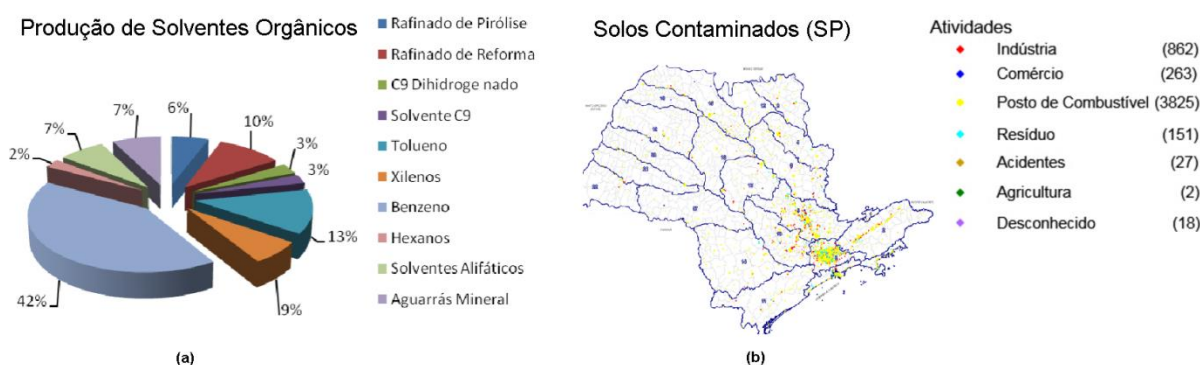 Produção de Solventes Orgânicos
6%
10%
3%
3%
13%
9%
42%
2%
7%
7%
Rafinado de Pirólise
Rafinado de Reforma
C9 Dihidroge nado
Solvente C9
Tolueno
Xilenos
Benzeno
Hexanos
Solventes Alifáticos
Aguarrás Mineral
(a)
Solos Contaminados (SP)
Atividades
Indústria (862)
Comércio (263)
Posto de Combustível (3825)
Resíduo (151)
Acidentes (27)
Agricultura (2)
Desconhecido (18)
(b)